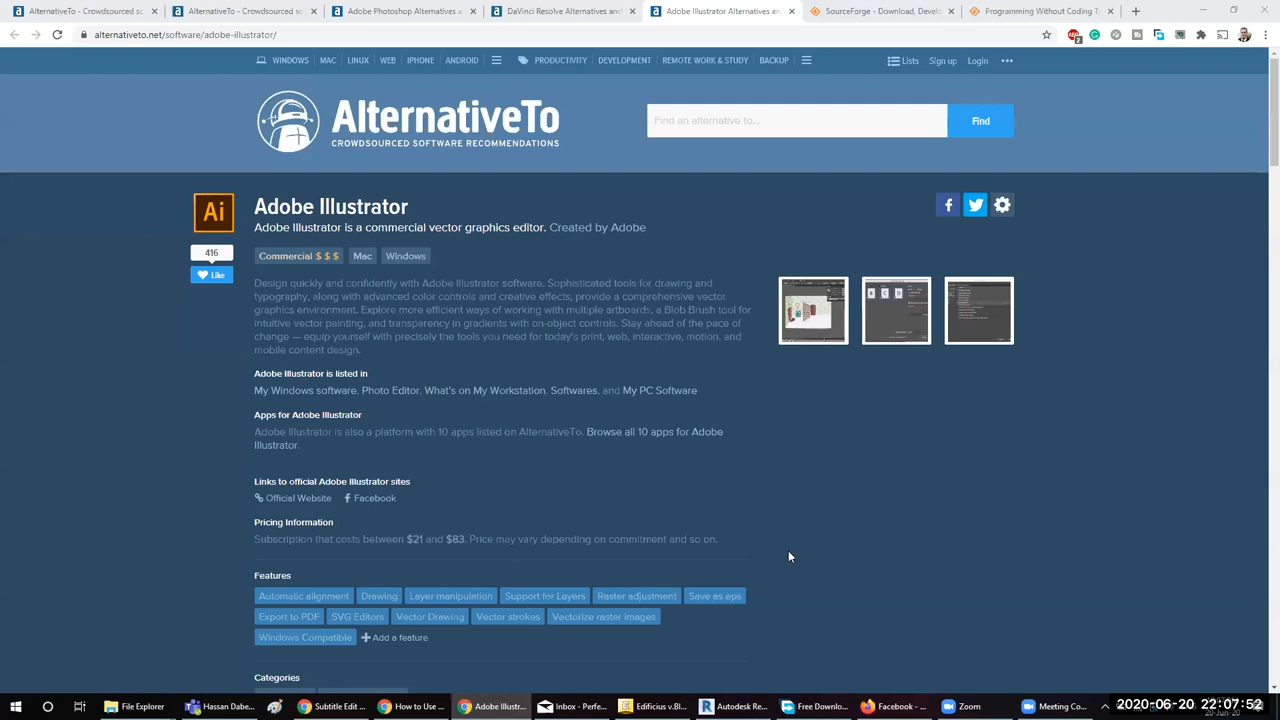 AlternativeTo - Crowdsourced so
AlternativeTo - Crowdsourced so
Adobe Photoshop Alternatives a
DaVinci Resolve Alternatives and
Adobe Illustrator Alternatives an
SourceForge - Download, Develo
Programming Without Coding T
alternativeto.net/software/adobe-illustrator/
WINDOWS MAC LINUX WEB IPHONE ANDROID PRODUCTIVITY DEVELOPMENT REMOTE WORK & STUDY BACKUP Lists Sign up Login
AlternativeTo
CROWDSOURCED SOFTWARE RECOMMENDATIONS
Find an alternative to...
Find
Ai
Adobe Illustrator
Adobe Illustrator is a commercial vector graphics editor. Created by Adobe
416
Like
Commercial $ $ $ Mac Windows
Design quickly and confidently with Adobe Illustrator software. Sophisticated tools for drawing and
typography, along with advanced color controls and creative effects, provide a comprehensive vector
graphics environment. Explore more efficient ways of working with multiple artboards, a Blob Brush tool for
intuitive vector painting, and transparency in gradients with on-object controls. Stay ahead of the pace of
change — equip yourself with precisely the tools you need for today's print, web, interactive, motion, and
mobile content design.
Adobe Illustrator is listed in
My Windows software, Photo Editor, What's on My Workstation, Softwares, and My PC Software
Apps for Adobe Illustrator
Adobe Illustrator is also a platform with 10 apps listed on AlternativeTo. Browse all 10 apps for Adobe
Illustrator.
Links to official Adobe Illustrator sites
Official Website Facebook
Pricing Information
Subscription that costs between $21 and $83. Price may vary depending on commitment and so on.
Features
Automatic alignment Drawing Layer manipulation Support for Layers Raster adjustment Save as eps
Export to PDF SVG Editors Vector Drawing Vector strokes Vectorize raster images
Windows Compatible Add a feature
Categories
File Explorer
Hassan Dabe...
Subtitle Edit ...
How to Use ...
Adobe Illustr...
Inbox - Perfe...
Edificius v.Bl...
Autodesk Re...
Free Downl...
Facebook - ...
Zoom
Meeting Co...
2020-06-20 22:07:52